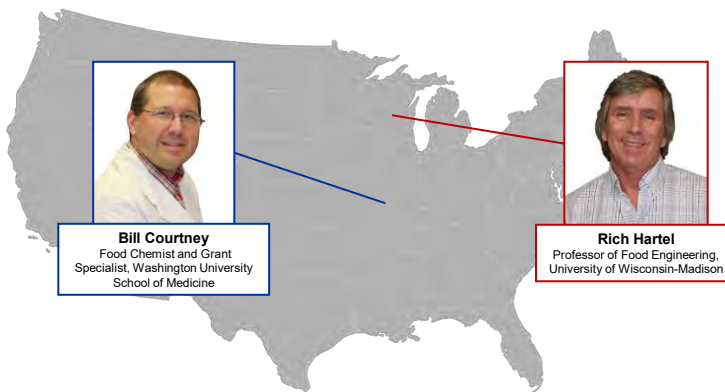 Bill Courtney
Food Chemist and Grant
Specialist, Washington University
School of Medicine
Rich Hartel
Professor of Food Engineering,
University of Wisconsin-Madison